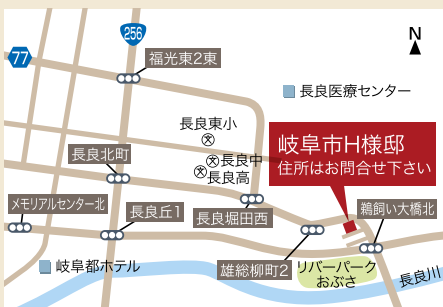 256
N
77
福光東2東
長良医療センター
長良東小
文
岐阜市H様邸
住所はお問合せ下さい
長良北町
文
長良中
文
長良高
メモリアルセンター北
長良丘1
長良堀田西
鵜飼い大橋北
岐阜都ホテル
雄総柳町2
リバーパーク
おぶさ
長良川